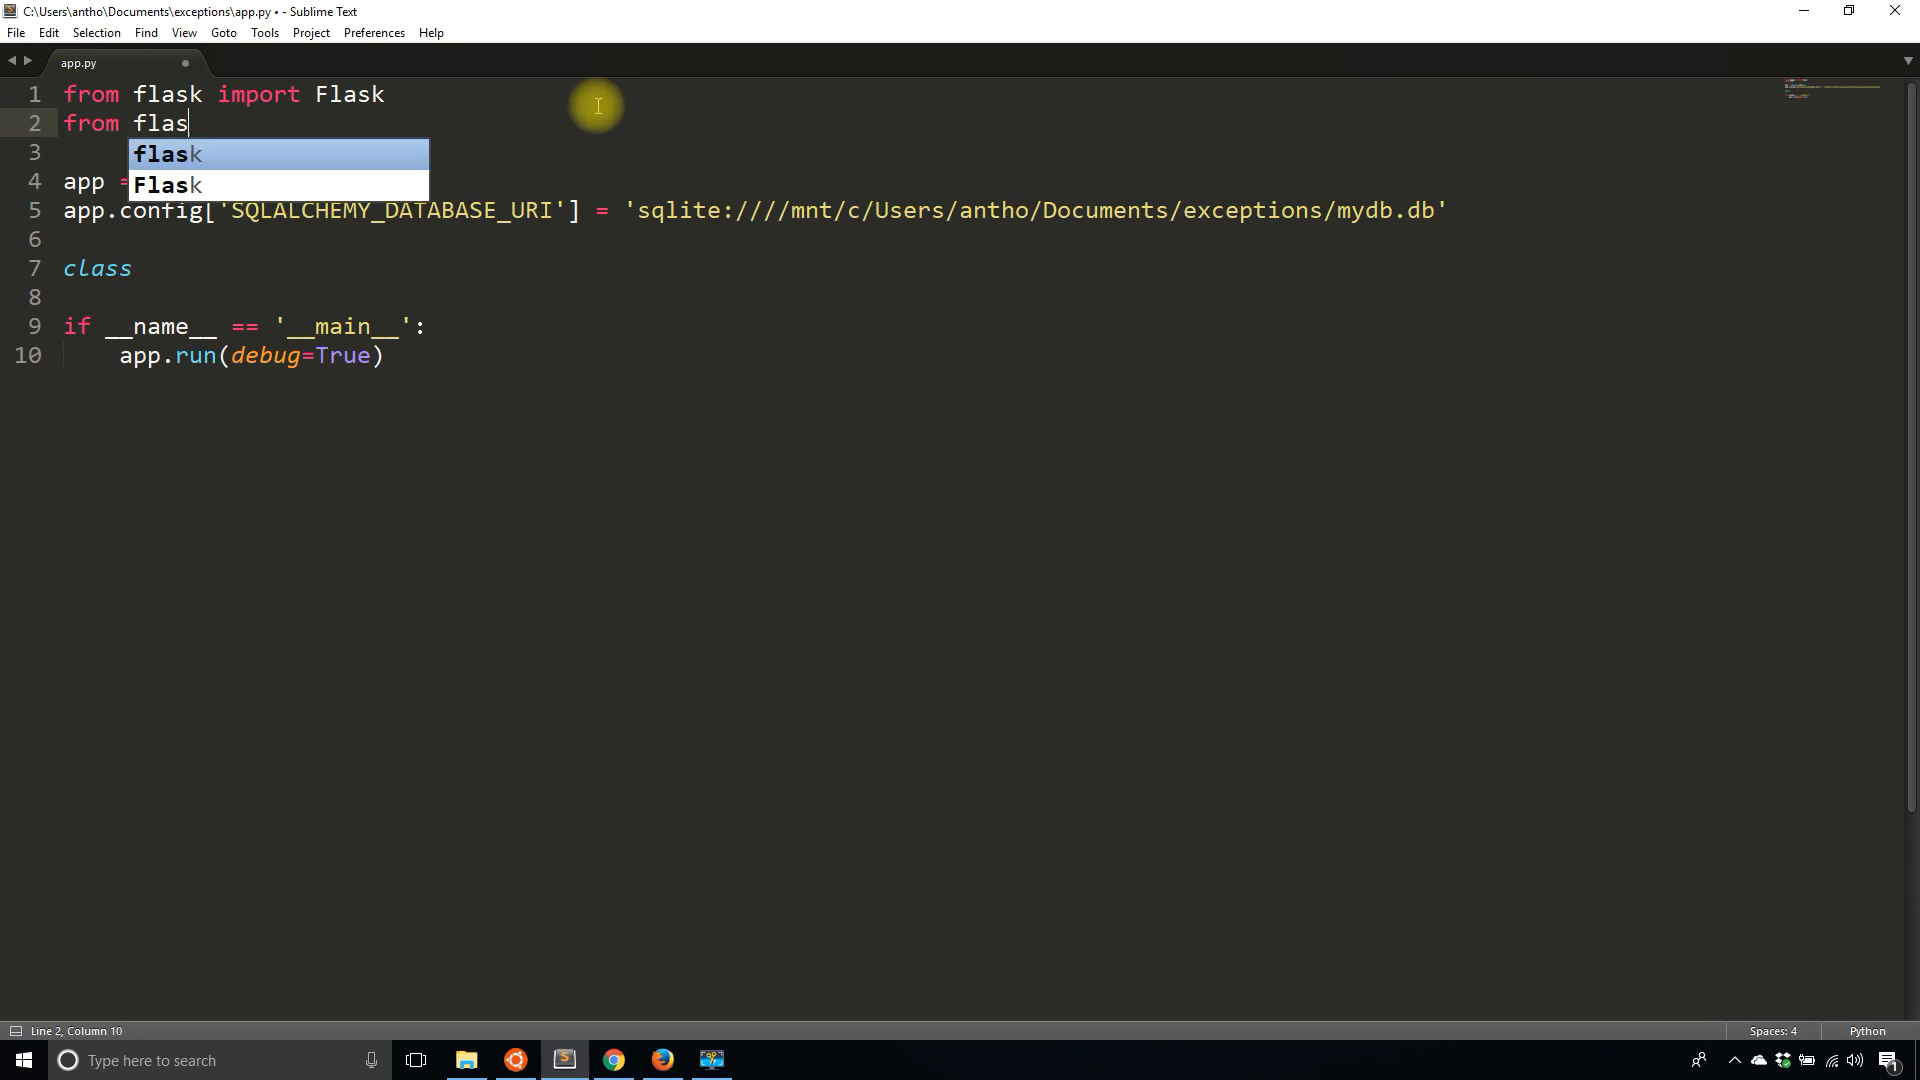 C:\Users\antho\Documents\exceptions\app.py • - Sublime Text
File Edit Selection Find View Goto Tools Project Preferences Help
app.py
1 from flask import Flask
2 from flas
flask
3
Flask
4 app =
5 app.config['SQLALCHEMY_DATABASE_URI'] = 'sqlite:////mnt/c/Users/antho/Documents/exceptions/mydb.db'
6
7 class
8
9 if __name__ == '__main__':
10 app.run(debug=True)
Line 2, Column 10
Spaces: 4
Python
Type here to search
1